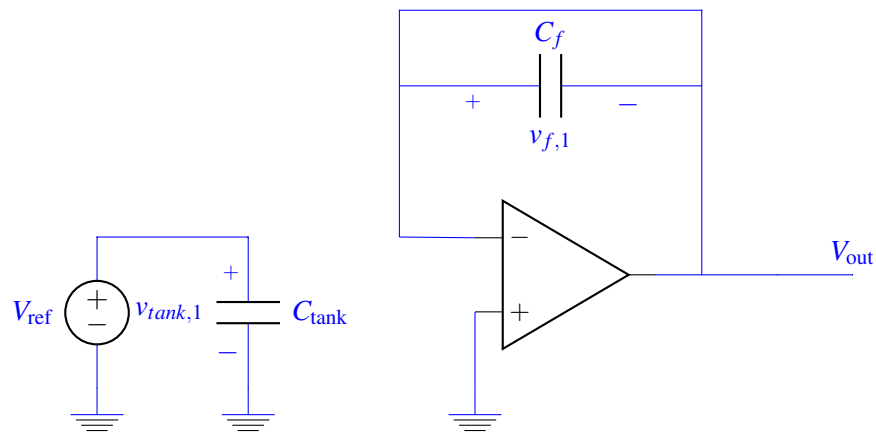 C_f
+ −
v_{f,1}
−
V_out
+
+
V_ref
+
−
v_{tank,1}
C_tank
−